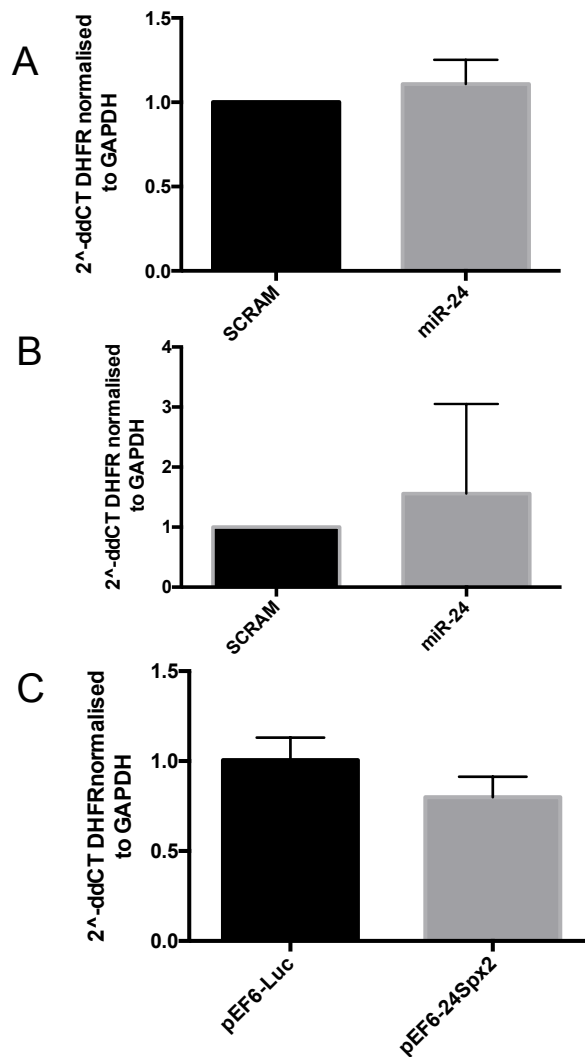 A
2^-ddCT DHFR normalised
to GAPDH
1.5
1.0
0.5
0.0
SCRAM
miR-24
B
2^-ddCT DHFR normalised
to GAPDH
4
3
2
1
0
SCRAM
miR-24
C
2^-ddCT DHFRnormalised
to GAPDH
1.5
1.0
0.5
0.0
pEF6-Luc
pEF6-24Spx2